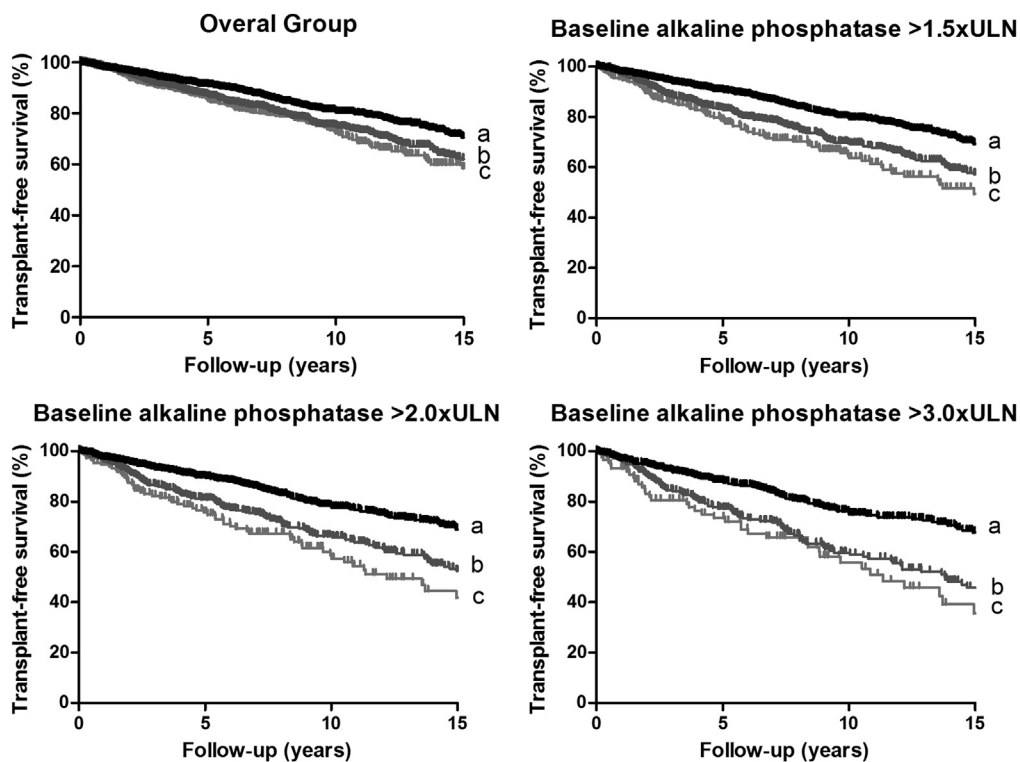 Overal Group
Transplant-free survival (%)
100
80
60
40
20
0
a
b
c
0 5 10 15
Follow-up (years)
Baseline alkaline phosphatase >1.5xULN
Transplant-free survival (%)
100
80
60
40
20
0
a
b
c
0 5 10 15
Follow-up (years)
Baseline alkaline phosphatase >2.0xULN
Transplant-free survival (%)
100
80
60
40
20
0
a
b
c
0 5 10 15
Follow-up (years)
Baseline alkaline phosphatase >3.0xULN
Transplant-free survival (%)
100
80
60
40
20
0
a
b
c
0 5 10 15
Follow-up (years)